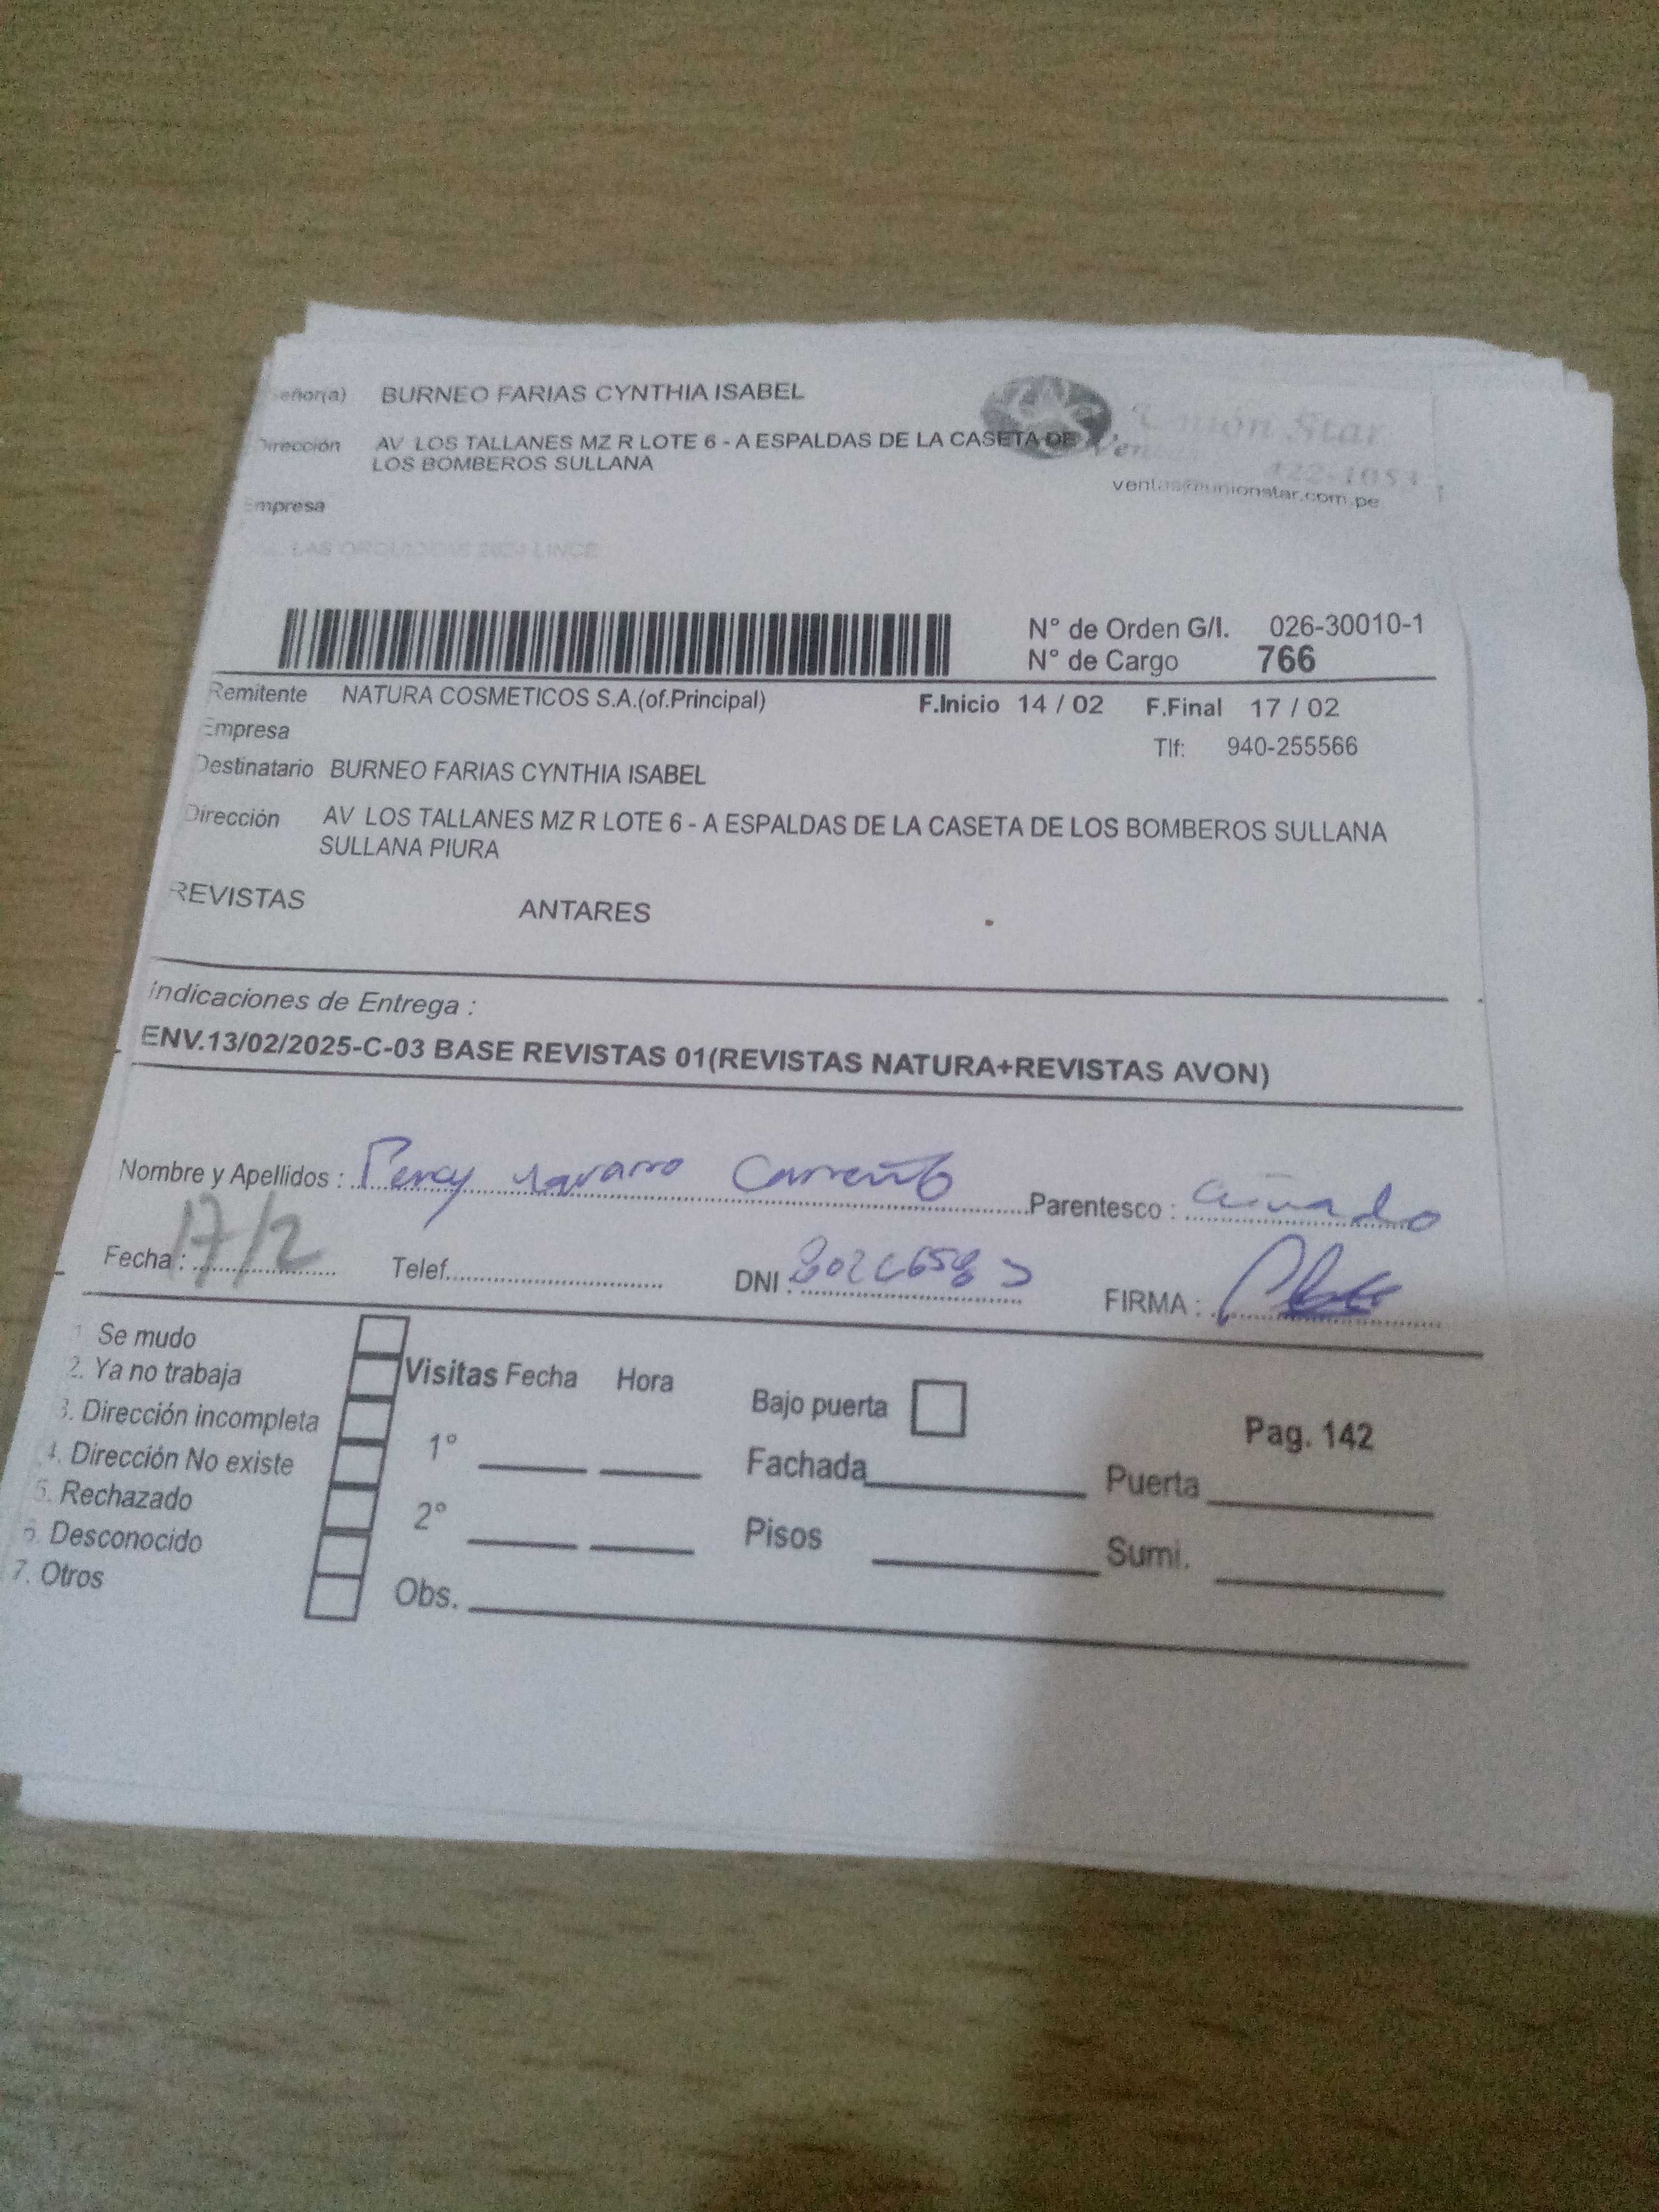 Señor(a) BURNEO FARIAS CYNTHIA ISABEL
Dirección AV LOS TALLANES MZ R LOTE 6 - A ESPALDAS DE LA CASETA DE
LOS BOMBEROS SULLANA
Unión Star
422-1053
ventas@unionstar.com.pe
Empresa
LAS ORQUIDEAS LINCE
N° de Orden G/I. 026-30010-1
N° de Cargo 766
Remitente NATURA COSMETICOS S.A.(of.Principal) F.Inicio 14 / 02 F.Final 17 / 02
Empresa Tlf: 940-255566
Destinatario BURNEO FARIAS CYNTHIA ISABEL
Dirección AV LOS TALLANES MZ R LOTE 6 - A ESPALDAS DE LA CASETA DE LOS BOMBEROS SULLANA
SULLANA PIURA
REVISTAS ANTARES
Indicaciones de Entrega :
ENV.13/02/2025-C-03 BASE REVISTAS 01(REVISTAS NATURA+REVISTAS AVON)
Nombre y Apellidos : Percy Navarro Carreño Parentesco : cuñado
Fecha : 17/2 Telef. DNI : FIRMA :
1. Se mudo
2. Ya no trabaja
3. Dirección incompleta
4. Dirección No existe
5. Rechazado
6. Desconocido
7. Otros
Visitas Fecha Hora
1°
2°
Obs.
Bajo puerta
Fachada
Pisos
Pag. 142
Puerta
Sumi.